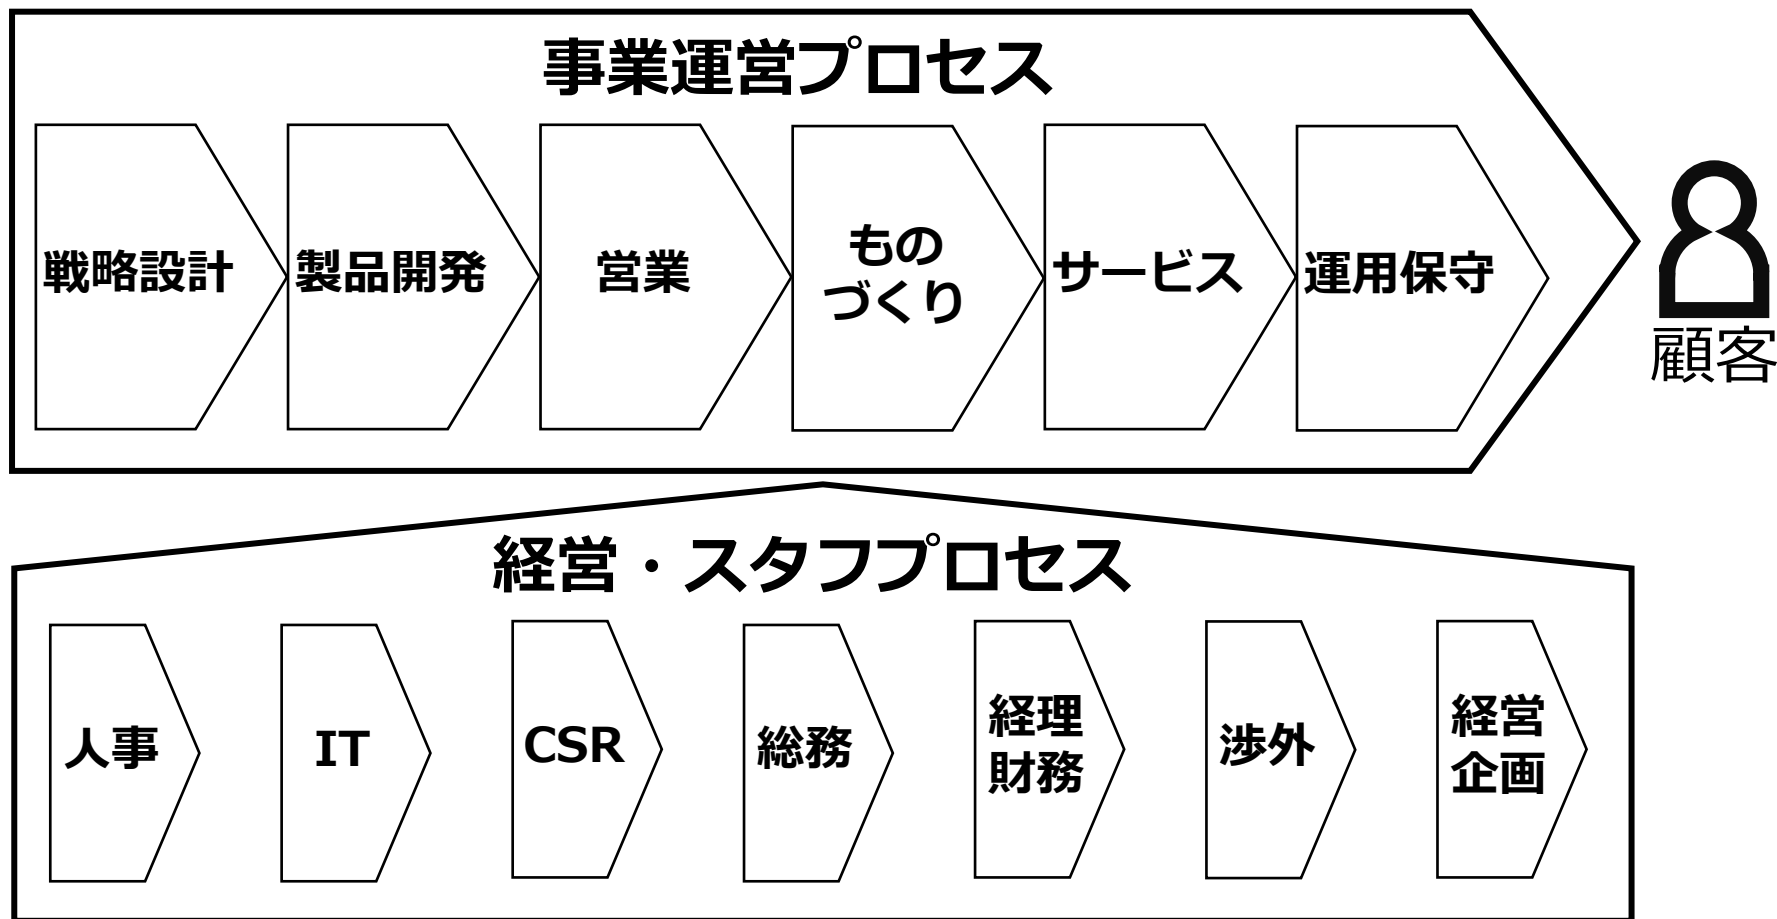 事業運営プロセス
戦略設計
製品開発
営業
もの
づくり
サービス
運用保守
顧客
経営・スタフプロセス
人事
IT
CSR
総務
経理
財務
渉外
経営
企画